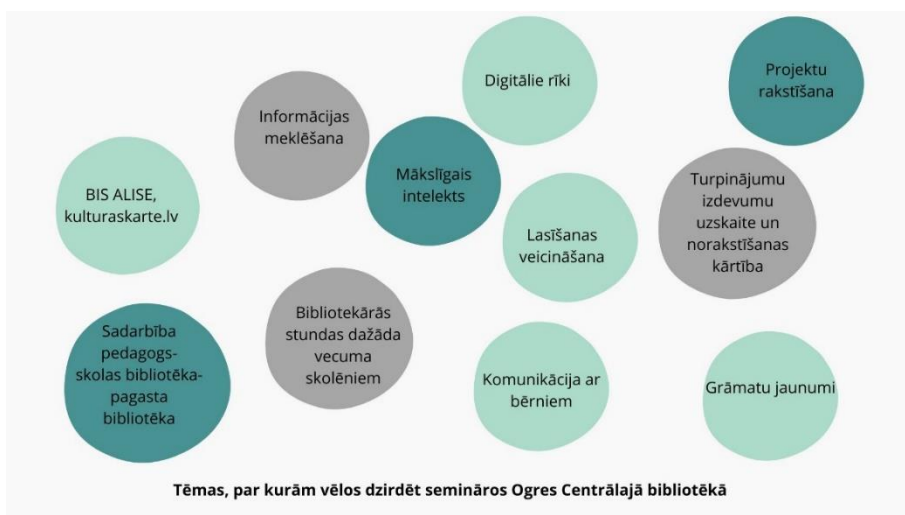 Digitālie rīki
Projektu
rakstīšana
Informācijas
meklēšana
Mākslīgais
intelekts
Turpinājumu
izdevumu
uzskaite un
norakstīšanas
kārtība
BIS ALISE,
kulturaskarte.lv
Lasīšanas
veicināšana
Sadarbība
pedagogs-
skolas bibliotēka-
pagasta
bibliotēka
Bibliotekārās
stundas dažāda
vecuma
skolēniem
Komunikācija ar
bērniem
Grāmatu jaunumi
Tēmas, par kurām vēlos dzirdēt semināros Ogres Centrālajā bibliotēkā